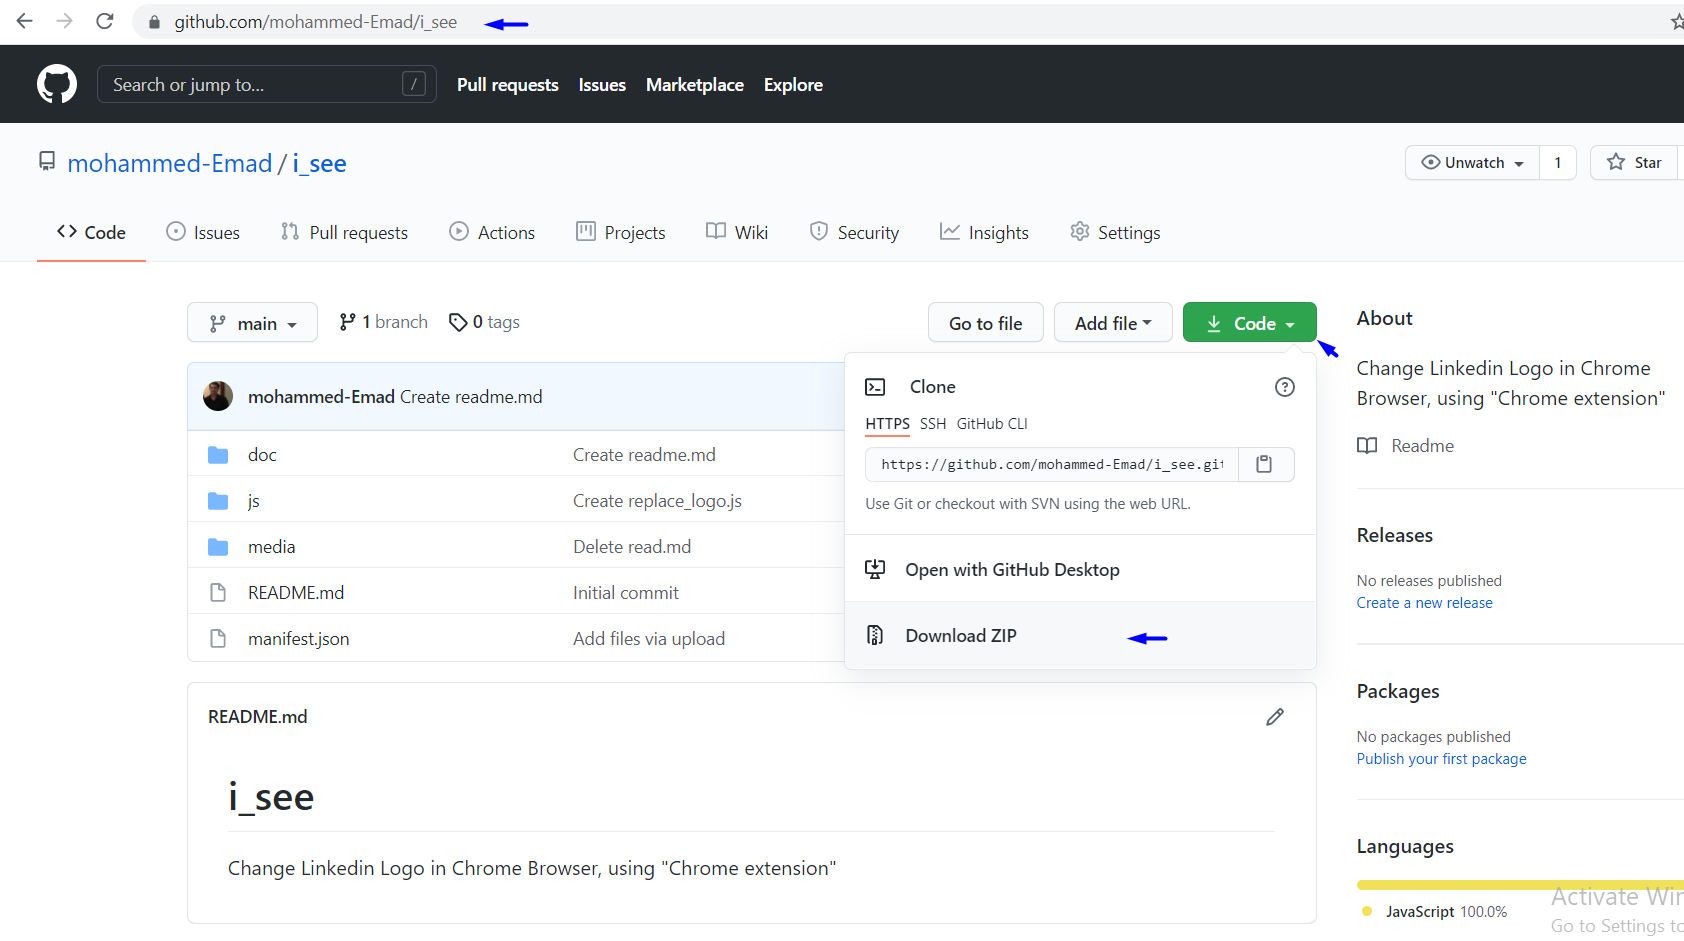 github.com/mohammed-Emad/i_see
Search or jump to... /
Pull requests Issues Marketplace Explore
mohammed-Emad / i_see
Unwatch 1 Star
Code Issues Pull requests Actions Projects Wiki Security Insights Settings
main 1 branch 0 tags Go to file Add file Code
mohammed-Emad Create readme.md
doc Create readme.md
js Create replace_logo.js
media Delete read.md
README.md Initial commit
manifest.json Add files via upload
Clone ?
HTTPS SSH GitHub CLI
https://github.com/mohammed-Emad/i_see.git
Use Git or checkout with SVN using the web URL.
Open with GitHub Desktop
Download ZIP
README.md
i_see
Change Linkedin Logo in Chrome Browser, using "Chrome extension"
About
Change Linkedin Logo in Chrome
Browser, using "Chrome extension"
Readme
Releases
No releases published
Create a new release
Packages
No packages published
Publish your first package
Languages
JavaScript 100.0%
Activate
Go to Settings